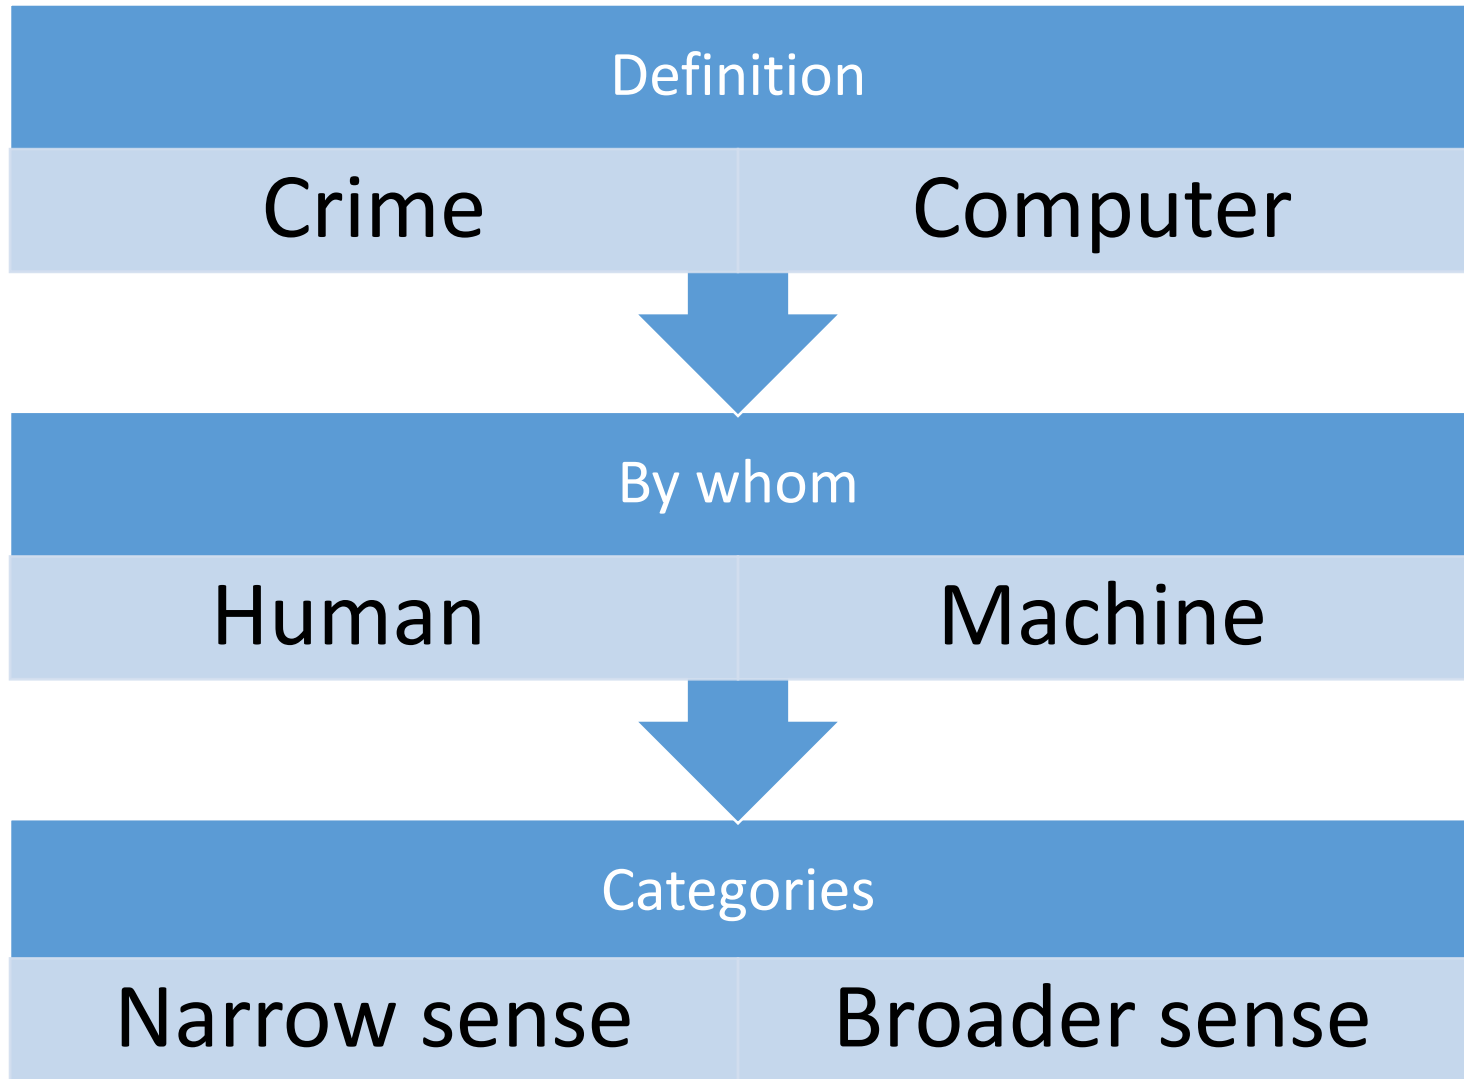 Definition
Crime Computer
By whom
Human Machine
Categories
Narrow sense Broader sense